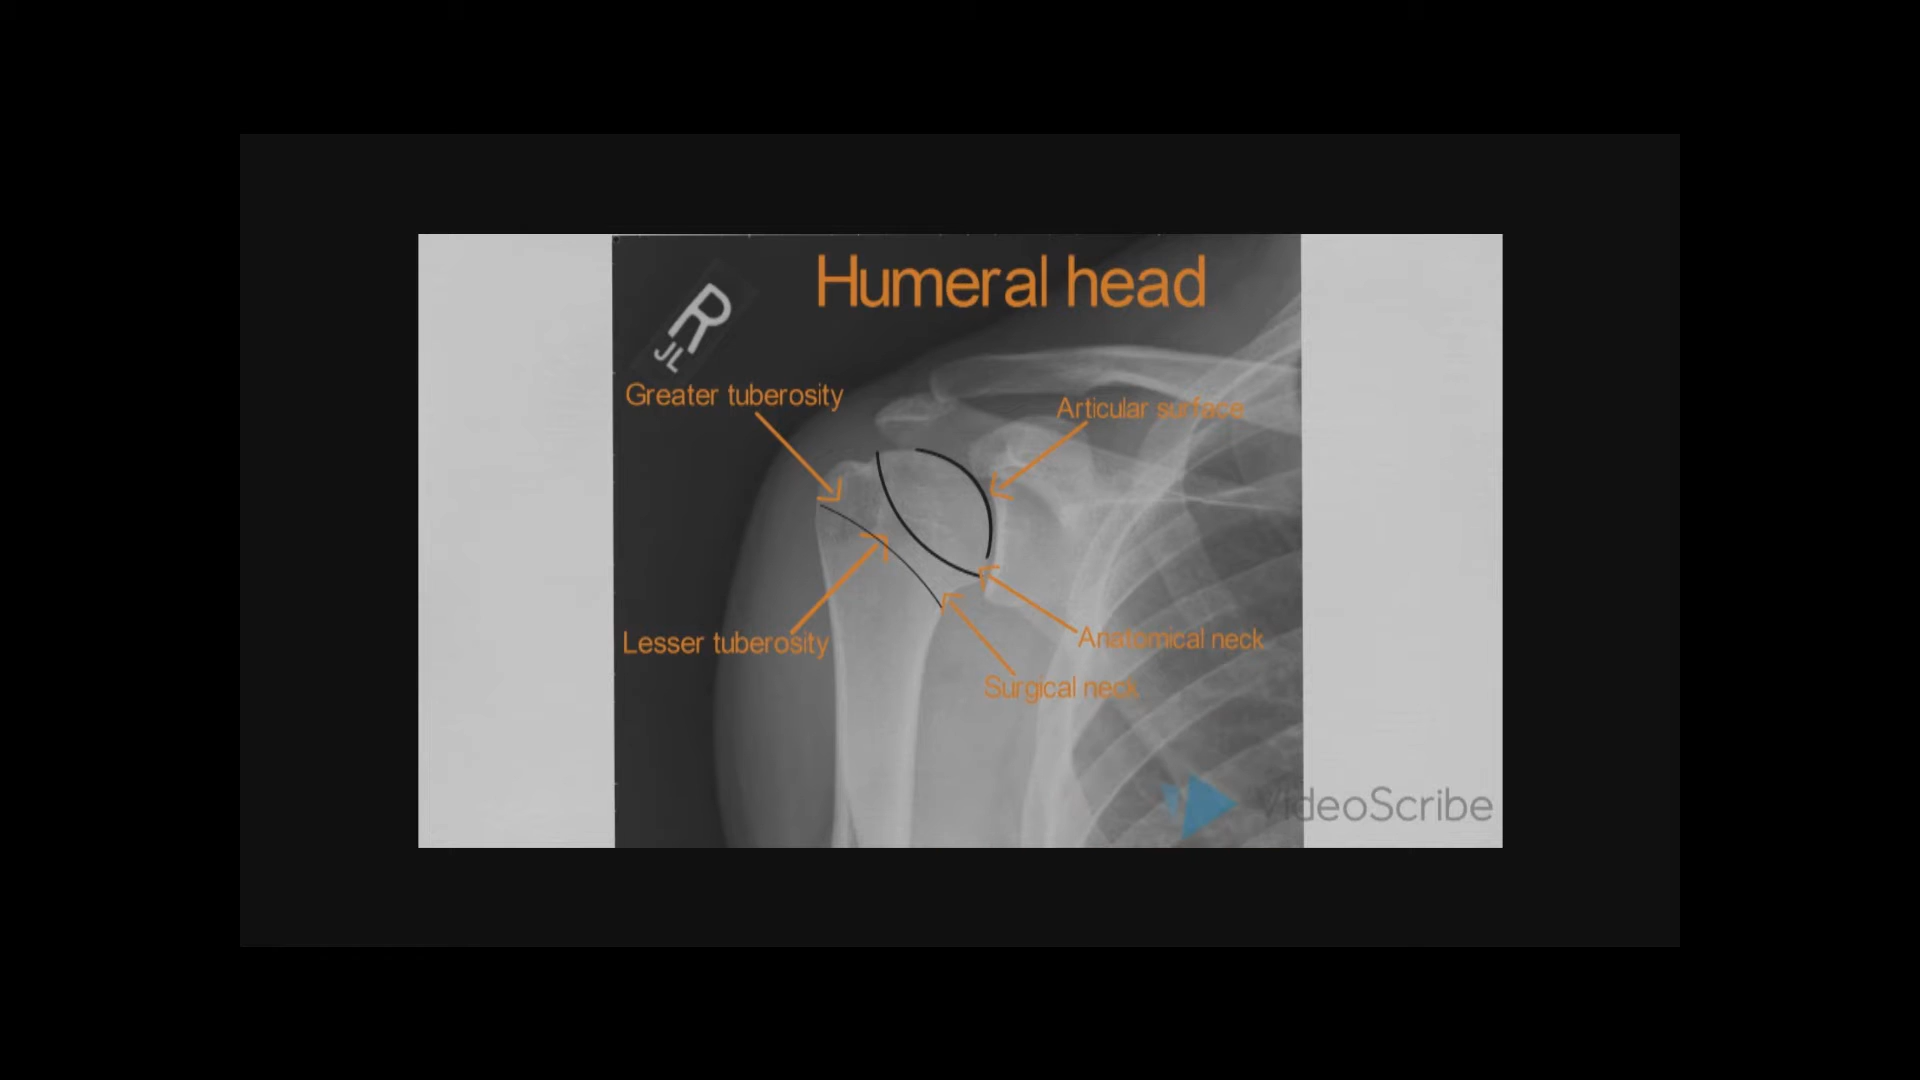 Humeral head
R
JL
Greater tuberosity
Articular surface
Lesser tuberosity
Anatomical neck
Surgical neck
VideoScribe